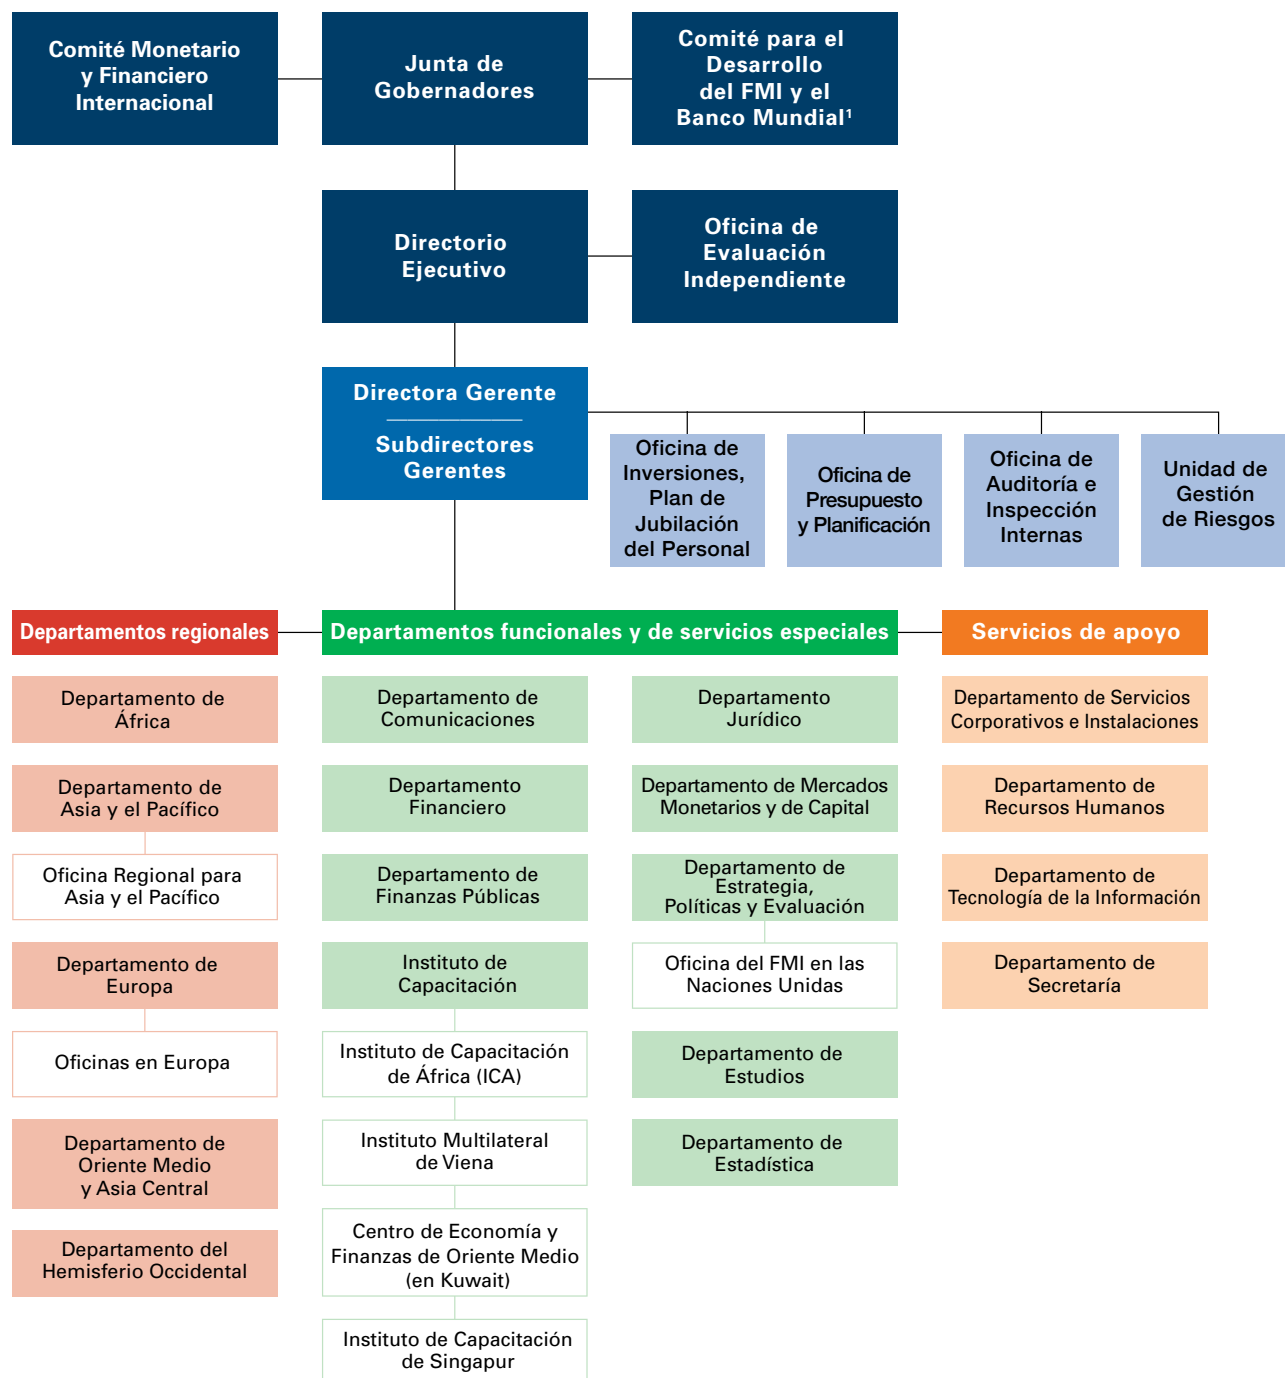 Comité Monetario
y Financiero
Internacional
Junta de
Gobernadores
Comité para el
Desarrollo
del FMI y el
Banco Mundial¹
Directorio
Ejecutivo
Oficina de
Evaluación
Independiente
Directora Gerente
Subdirectores
Gerentes
Oficina de
Inversiones,
Plan de
Jubilación
del Personal
Oficina de
Presupuesto
y Planificación
Oficina de
Auditoría e
Inspección
Internas
Unidad de
Gestión
de Riesgos
Departamentos regionales
Departamentos funcionales y de servicios especiales
Servicios de apoyo
Departamento de
África
Departamento de
Asia y el Pacífico
Oficina Regional para
Asia y el Pacífico
Departamento de
Europa
Oficinas en Europa
Departamento de
Oriente Medio
y Asia Central
Departamento del
Hemisferio Occidental
Departamento de
Comunicaciones
Departamento
Financiero
Departamento de
Finanzas Públicas
Instituto de
Capacitación
Instituto de Capacitación
de África (ICA)
Instituto Multilateral
de Viena
Centro de Economía y
Finanzas de Oriente Medio
(en Kuwait)
Instituto de Capacitación
de Singapur
Departamento
Jurídico
Departamento de Mercados
Monetarios y de Capital
Departamento de
Estrategia,
Políticas y Evaluación
Oficina del FMI en las
Naciones Unidas
Departamento de
Estudios
Departamento de
Estadística
Departamento de Servicios
Corporativos e Instalaciones
Departamento de
Recursos Humanos
Departamento de
Tecnología de la Información
Departamento de
Secretaría